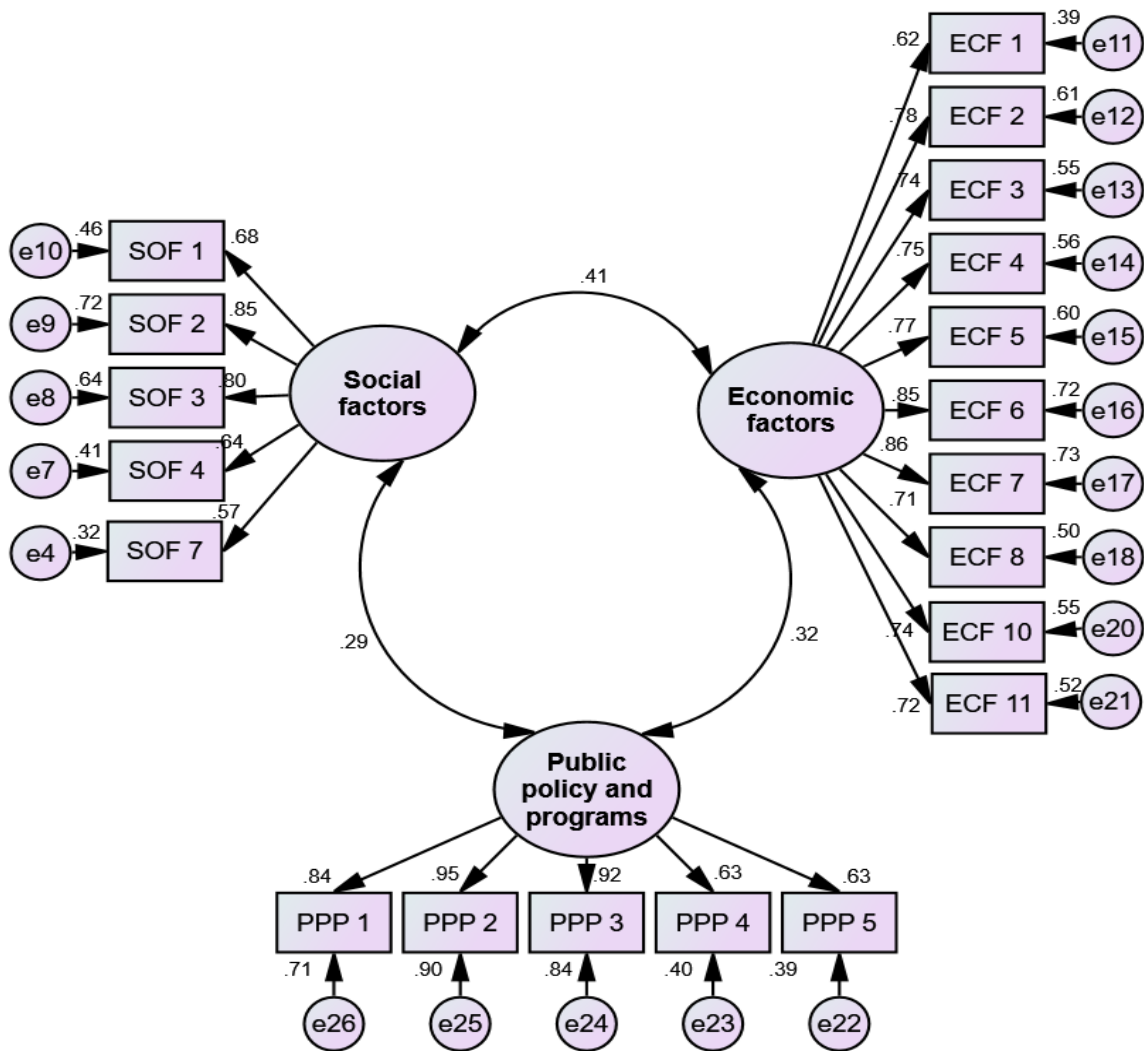 .62
ECF 1
.39
e11
.78
ECF 2
.61
e12
.74
ECF 3
.55
e13
.75
ECF 4
.56
e14
.77
ECF 5
.60
e15
.85
ECF 6
.72
e16
.86
ECF 7
.73
e17
.71
ECF 8
.50
e18
.74
ECF 10
.55
e20
.72
ECF 11
.52
e21
e10
.46
SOF 1
.68
e9
.72
SOF 2
.85
e8
.64
SOF 3
.80
e7
.41
SOF 4
.64
e4
.32
SOF 7
.57
Social
factors
.41
Economic
factors
.29
.32
Public
policy and
programs
.84
.95
.92
.63
.63
PPP 1
PPP 2
PPP 3
PPP 4
PPP 5
.71
.90
.84
.40
.39
e26
e25
e24
e23
e22